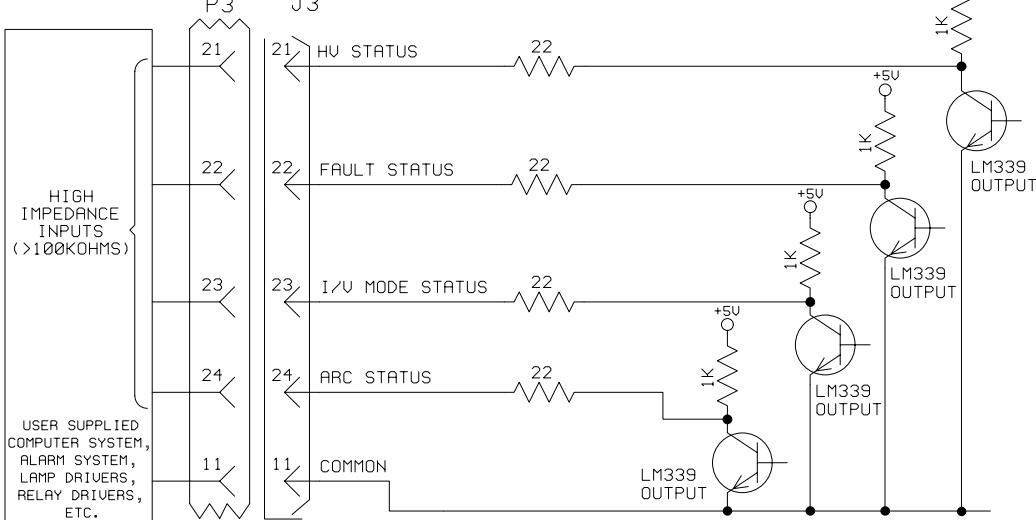 P3
J3
1K
21
21
HV STATUS
22
+5V
1K
LM339
OUTPUT
22
22
FAULT STATUS
22
+5V
1K
LM339
OUTPUT
HIGH
IMPEDANCE
INPUTS
(>100KOHMS)
23
23
I/V MODE STATUS
22
+5V
1K
LM339
OUTPUT
24
24
ARC STATUS
22
USER SUPPLIED
COMPUTER SYSTEM,
ALARM SYSTEM,
LAMP DRIVERS,
RELAY DRIVERS,
ETC.
11
11
COMMON
LM339
OUTPUT